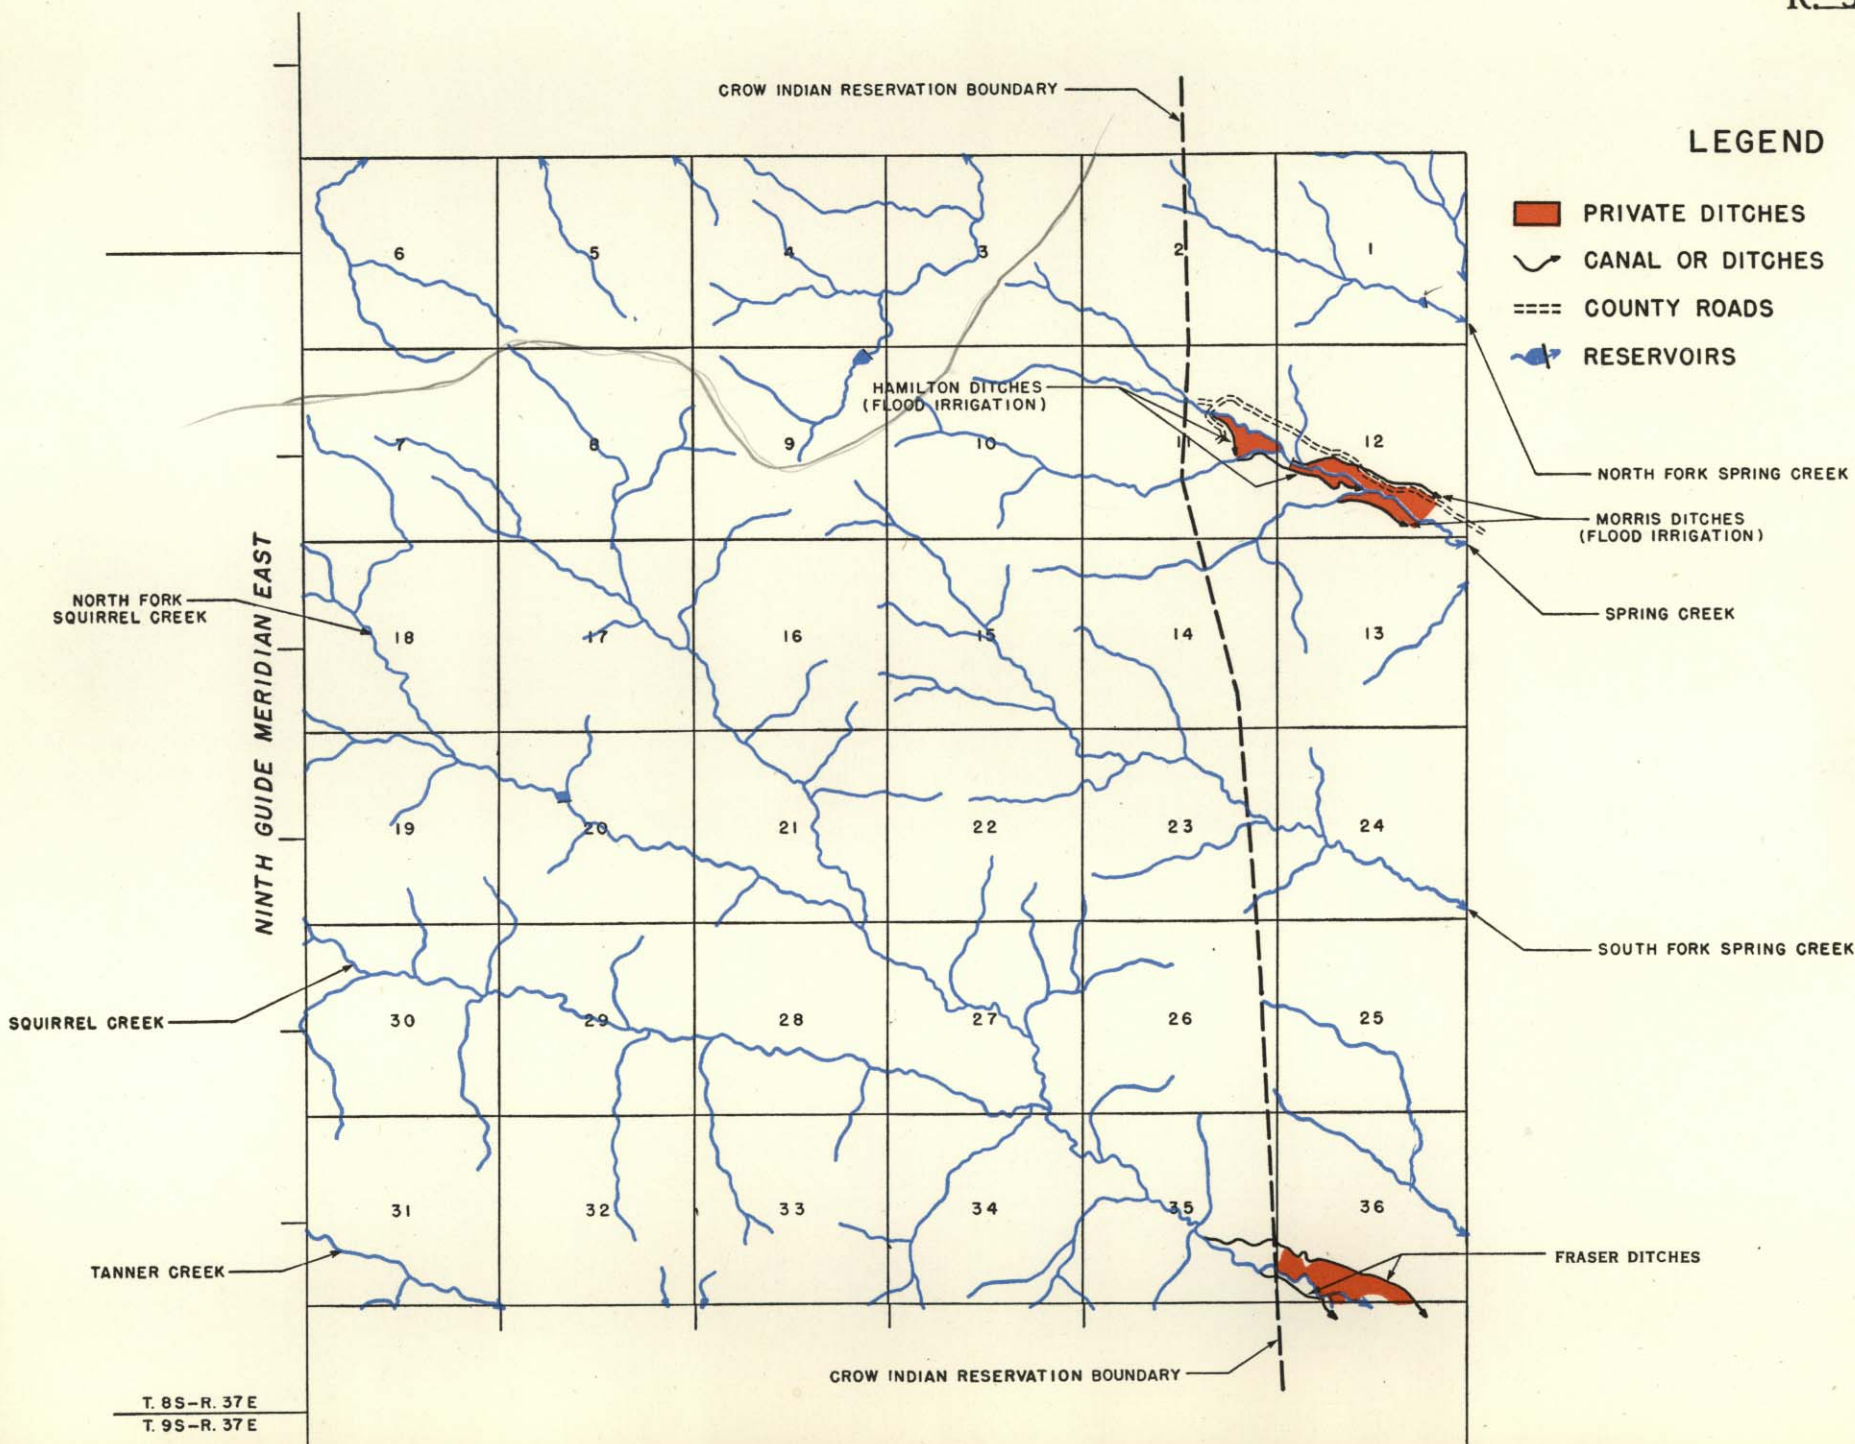 CROW INDIAN RESERVATION BOUNDARY
LEGEND
PRIVATE DITCHES
CANAL OR DITCHES
COUNTY ROADS
RESERVOIRS
6
5
4
3
2
1
HAMILTON DITCHES
(FLOOD IRRIGATION)
7
8
9
10
11
12
NORTH FORK SPRING CREEK
MORRIS DITCHES
(FLOOD IRRIGATION)
NINTH GUIDE MERIDIAN EAST
NORTH FORK
SQUIRREL CREEK
18
17
16
15
14
13
SPRING CREEK
19
20
21
22
23
24
SOUTH FORK SPRING CREEK
SQUIRREL CREEK
30
29
28
27
26
25
31
32
33
34
35
36
TANNER CREEK
FRASER DITCHES
CROW INDIAN RESERVATION BOUNDARY
T. 8S-R. 37E
T. 9S-R. 37E